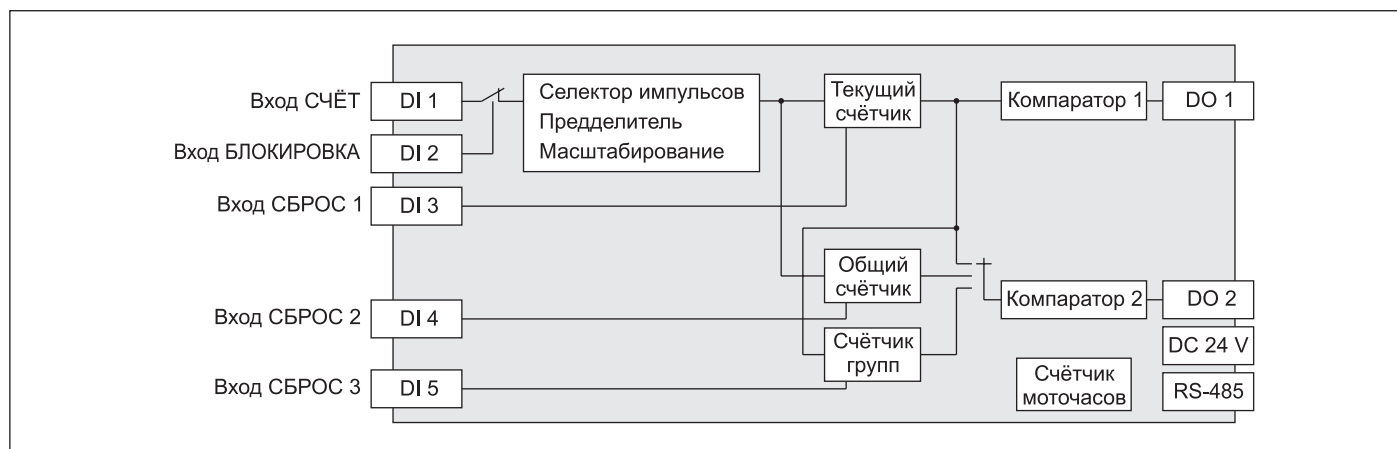 Вход СЧЁТ
DI 1
Селектор импульсов
Предделитель
Масштабирование
Текущий
счётчик
Компаратор 1
DO 1
Вход БЛОКИРОВКА
DI 2
Вход СБРОС 1
DI 3
Общий
счётчик
Компаратор 2
DO 2
Вход СБРОС 2
DI 4
Счётчик
групп
DC 24 V
Вход СБРОС 3
DI 5
Счётчик
моточасов
RS-485